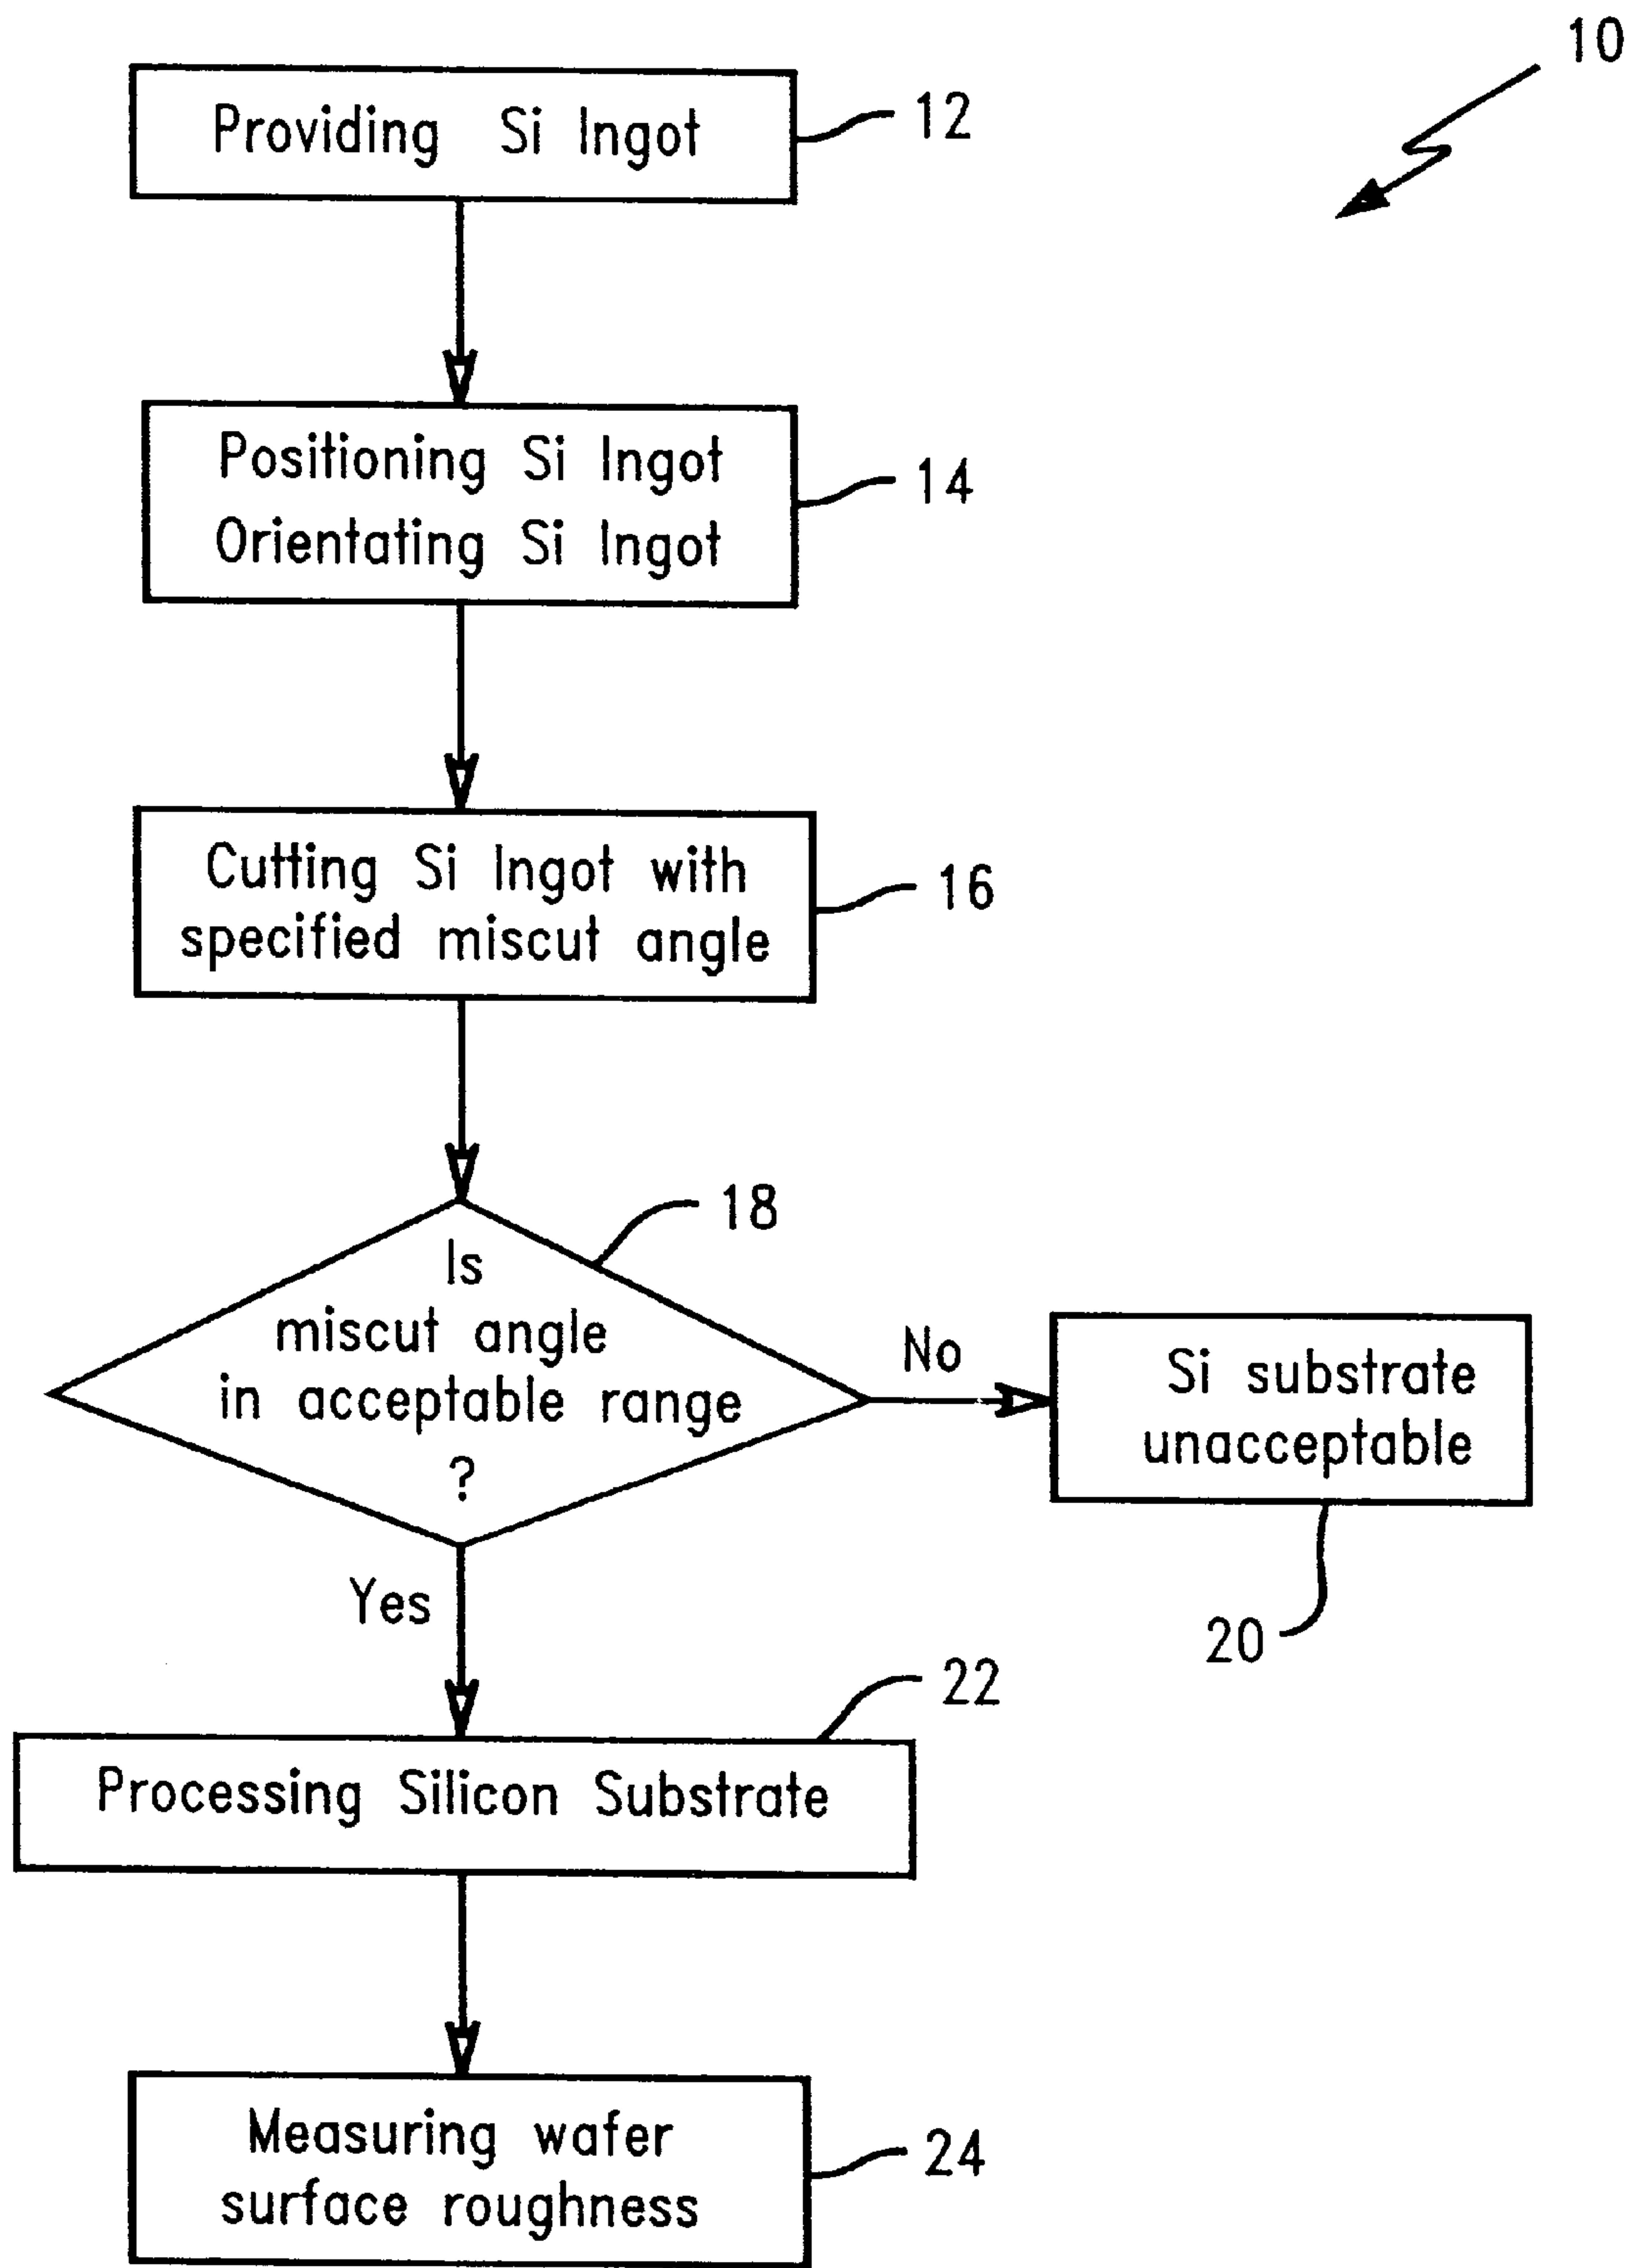 10
Providing Si Ingot
12
Positioning Si Ingot
Orientating Si Ingot
14
Cutting Si Ingot with
specified miscut angle
16
18
Is
miscut angle
in acceptable range
?
No
Si substrate
unacceptable
20
Yes
22
Processing Silicon Substrate
Measuring wafer
surface roughness
24